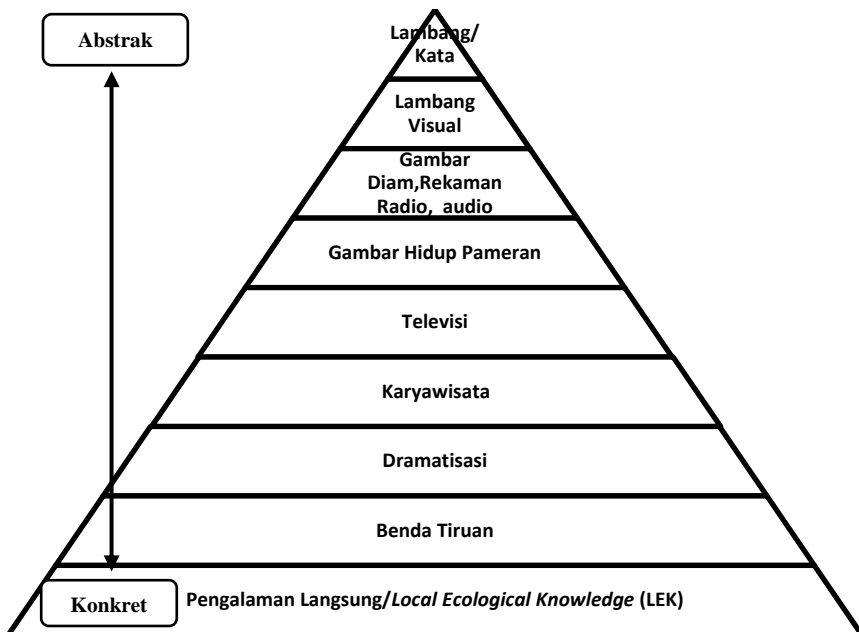 Abstrak
Lambang/
Kata
Lambang
Visual
Gambar
Diam,Rekaman
Radio, audio
Gambar Hidup Pameran
Televisi
Karyawisata
Dramatisasi
Benda Tiruan
Konkret
Pengalaman Langsung/Local Ecological Knowledge (LEK)